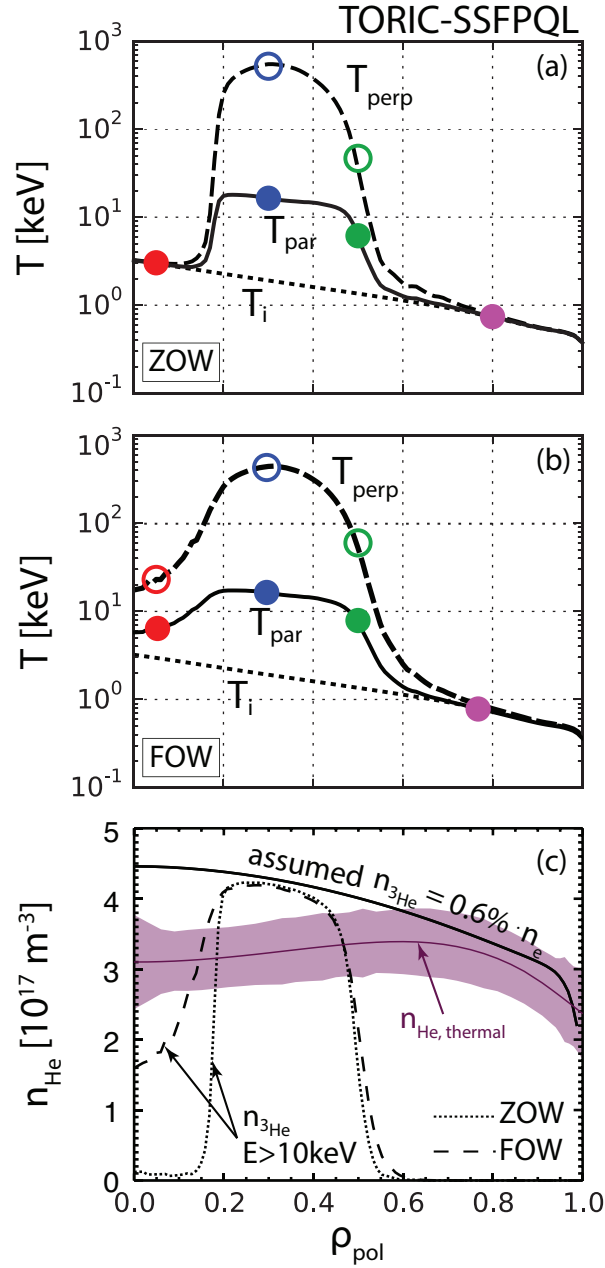 TORIC-SSFPQL
10³
(a)
T_perp
10²
T [keV]
10¹
T_par
10⁰
T_i
ZOW
10⁻¹
10³
(b)
T_perp
10²
T [keV]
10¹
T_par
10⁰
T_i
FOW
10⁻¹
5
(c)
assumed n_3He = 0.6% · n_e
4
3
n_He [10¹⁷ m⁻³]
n_He, thermal
2
1
n_3He
E>10keV
ZOW
FOW
0
0.0 0.2 0.4 0.6 0.8 1.0
ρ_pol